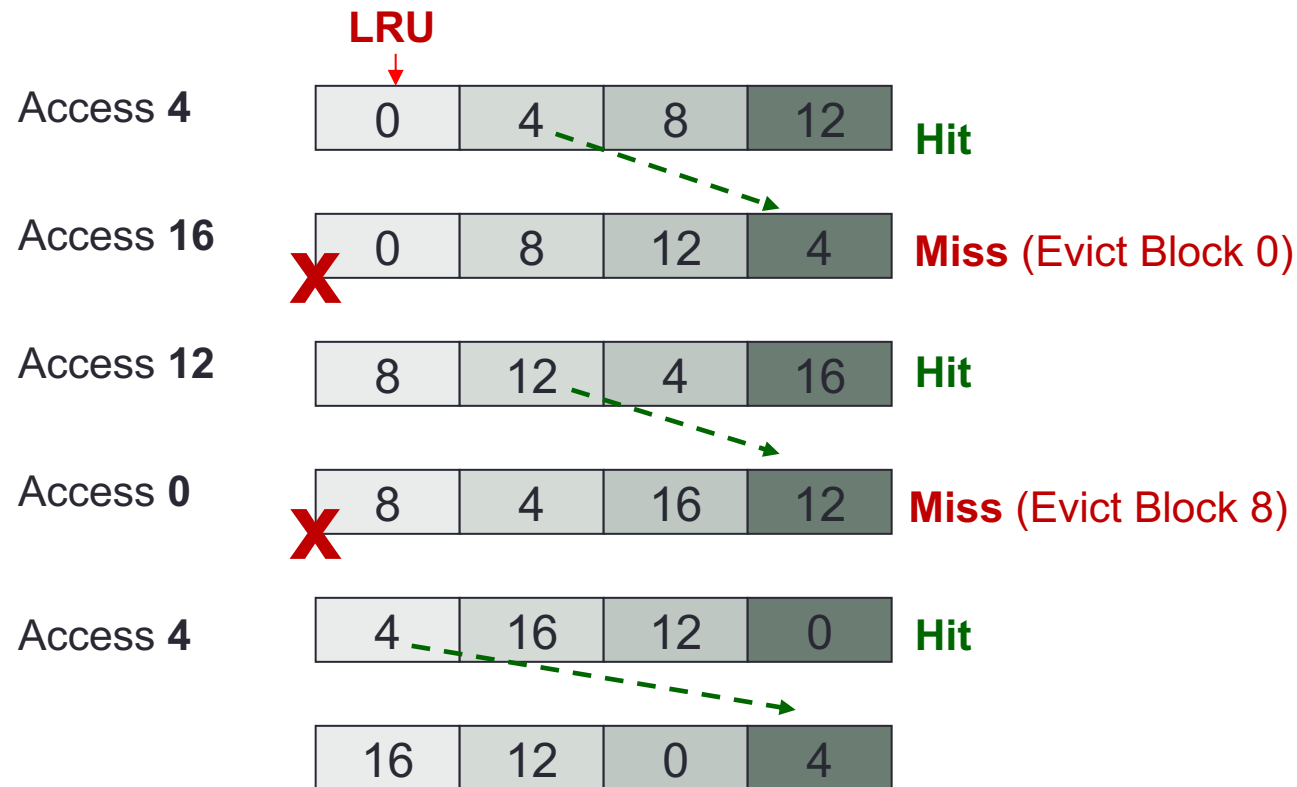 LRU
Access 4
0 4 8 12
Hit
Access 16
0 8 12 4
Miss (Evict Block 0)
X
Access 12
8 12 4 16
Hit
Access 0
8 4 16 12
Miss (Evict Block 8)
X
Access 4
4 16 12 0
Hit
16 12 0 4